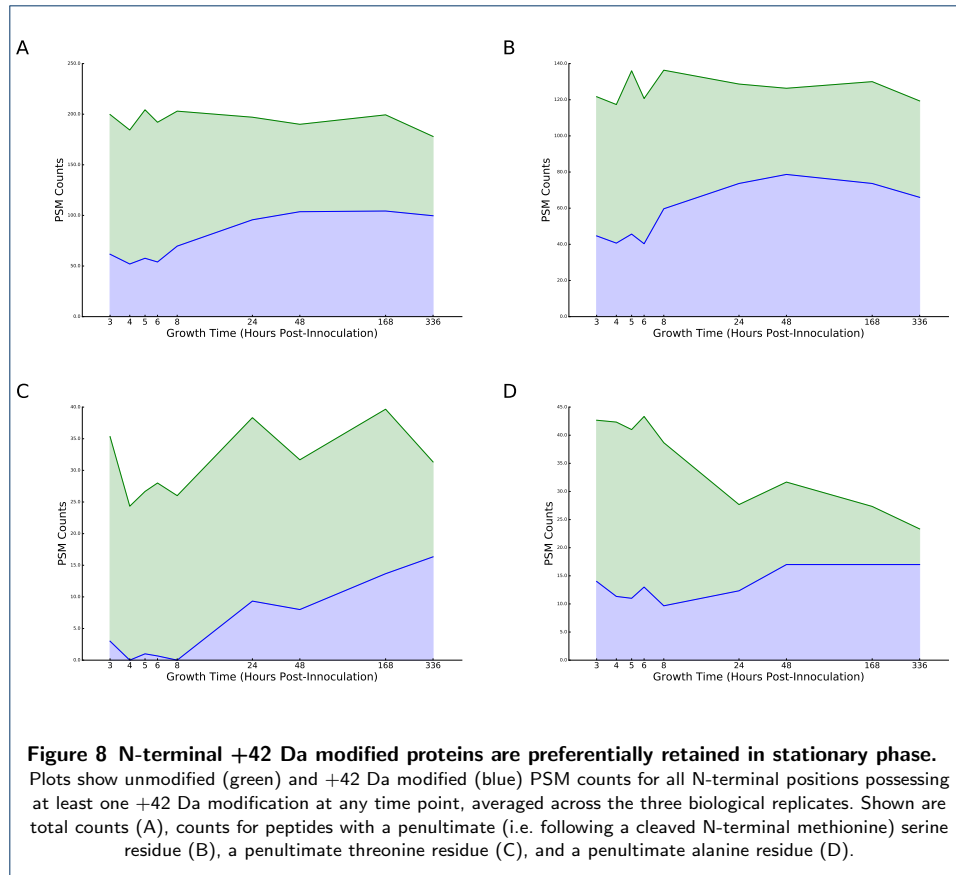 A
B
250.0
200.0
150.0
100.0
50.0
0.0
PSM Counts
3 4 5 6 8 24 48 168 336
Growth Time (Hours Post-Innoculation)
140.0
120.0
100.0
80.0
60.0
40.0
20.0
0.0
PSM Counts
3 4 5 6 8 24 48 168 336
Growth Time (Hours Post-Innoculation)
C
D
40.0
35.0
30.0
25.0
20.0
15.0
10.0
5.0
0.0
PSM Counts
3 4 5 6 8 24 48 168 336
Growth Time (Hours Post-Innoculation)
45.0
40.0
35.0
30.0
25.0
20.0
15.0
10.0
5.0
0.0
PSM Counts
3 4 5 6 8 24 48 168 336
Growth Time (Hours Post-Innoculation)
Figure 8 N-terminal +42 Da modified proteins are preferentially retained in stationary phase.
Plots show unmodified (green) and +42 Da modified (blue) PSM counts for all N-terminal positions possessing
at least one +42 Da modification at any time point, averaged across the three biological replicates. Shown are
total counts (A), counts for peptides with a penultimate (i.e. following a cleaved N-terminal methionine) serine
residue (B), a penultimate threonine residue (C), and a penultimate alanine residue (D).